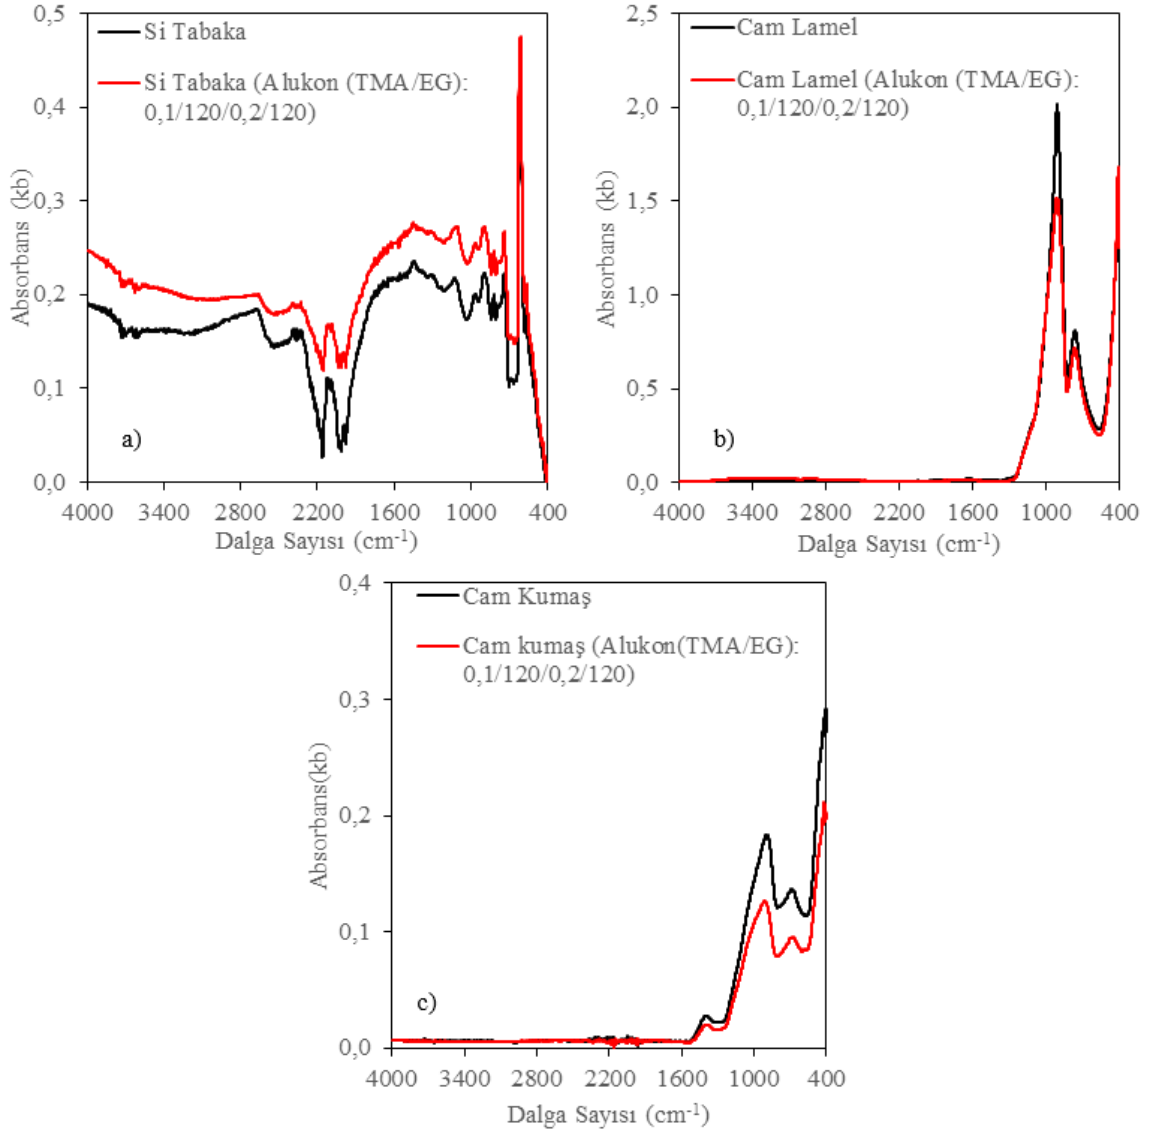 Si Tabaka
Si Tabaka (Alukon (TMA/EG):
0,1/120/0,2/120)
0,5
0,4
0,3
0,2
0,1
0,0
Absorbans (kb)
a)
4000 3400 2800 2200 1600 1000 400
Dalga Sayısı (cm-1)
Cam Lamel
Cam Lamel (Alukon (TMA/EG):
0,1/120/0,2/120)
2,5
2,0
1,5
1,0
0,5
0,0
Absorbans (kb)
b)
4000 3400 2800 2200 1600 1000 400
Dalga Sayısı (cm-1)
Cam Kumaş
Cam kumaş (Alukon(TMA/EG):
0,1/120/0,2/120)
0,4
0,3
0,2
0,1
0,0
Absorbans(kb)
c)
4000 3400 2800 2200 1600 1000 400
Dalga Sayısı (cm-1)